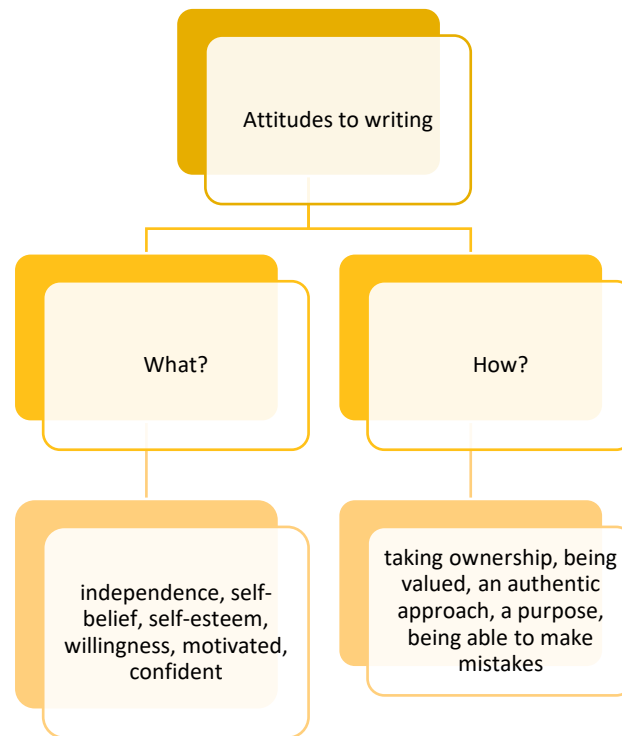 Attitudes to writing
What?
How?
independence, self-
belief, self-esteem,
willingness, motivated,
confident
taking ownership, being
valued, an authentic
approach, a purpose,
being able to make
mistakes